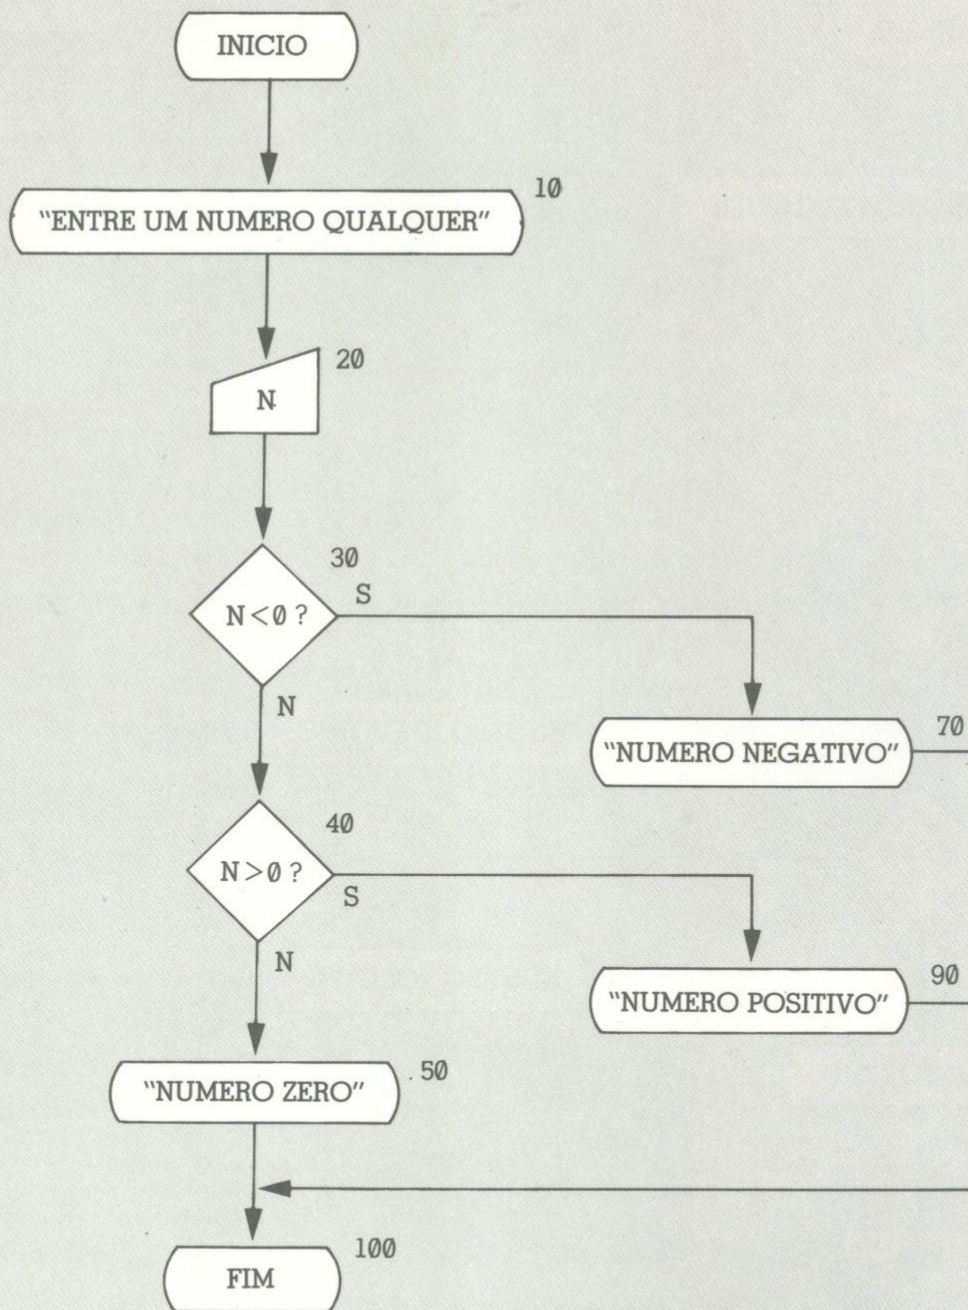 INICIO
10
"ENTRE UM NUMERO QUALQUER"
20
N
30
N<0 ?
S
N
70
"NUMERO NEGATIVO"
40
N>0 ?
S
N
90
"NUMERO POSITIVO"
50
"NUMERO ZERO"
100
FIM